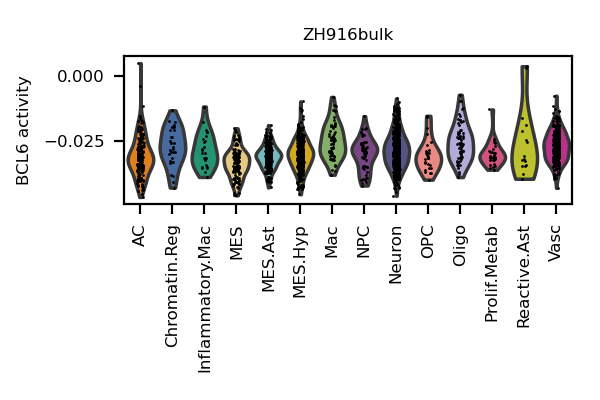 ZH916bulk
BCL6 activity
0.000
−0.025
AC
Chromatin.Reg
Inflammatory.Mac
MES
MES.Ast
MES.Hyp
Mac
NPC
Neuron
OPC
Oligo
Prolif.Metab
Reactive.Ast
Vasc